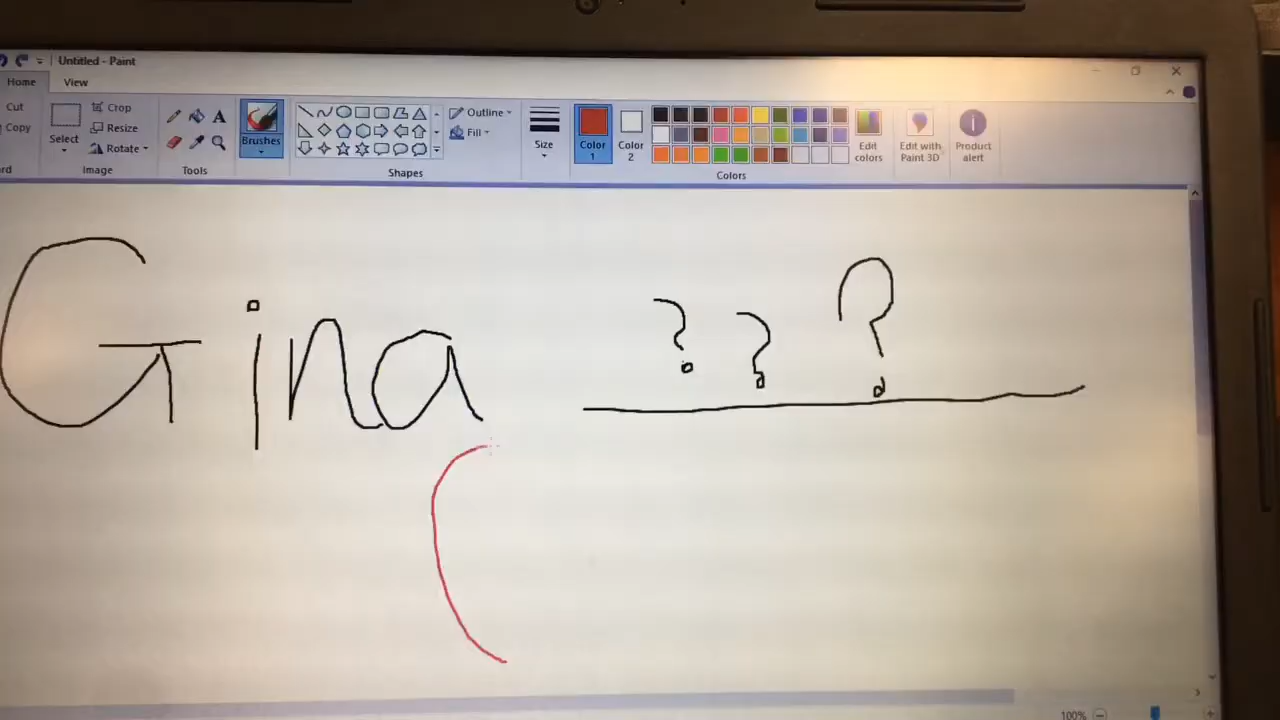 Untitled - Paint
Home View
Cut
Copy
Select
Crop
Resize
Rotate
Image
A
Tools
Brushes
Shapes
Outline
Fill
Size
Color 1
Color 2
Colors
Edit colors
Edit with Paint 3D
Product alert
Gina ? ? ?
100%